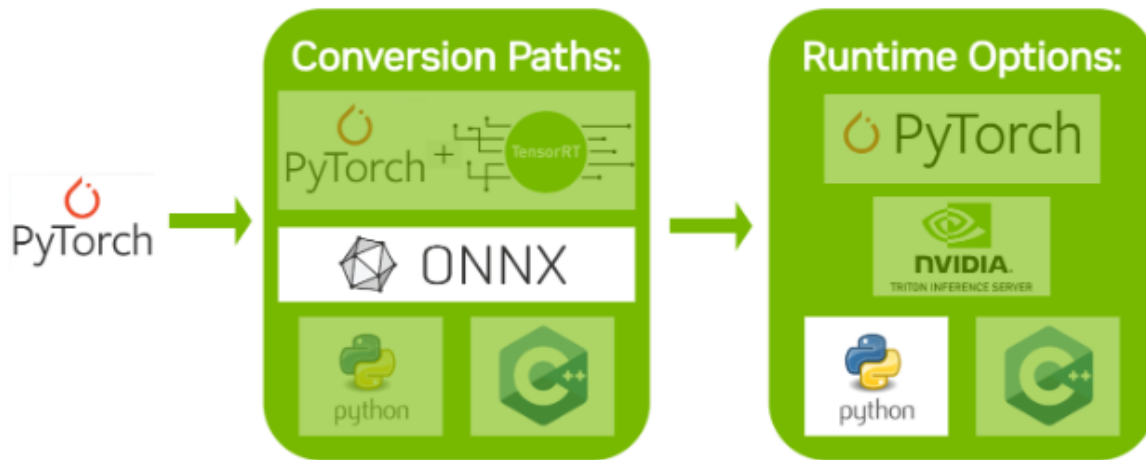 PyTorch
Conversion Paths:
PyTorch + TensorRT
ONNX
python
C++
Runtime Options:
PyTorch
NVIDIA.
TRITON INFERENCE SERVER
python
C++